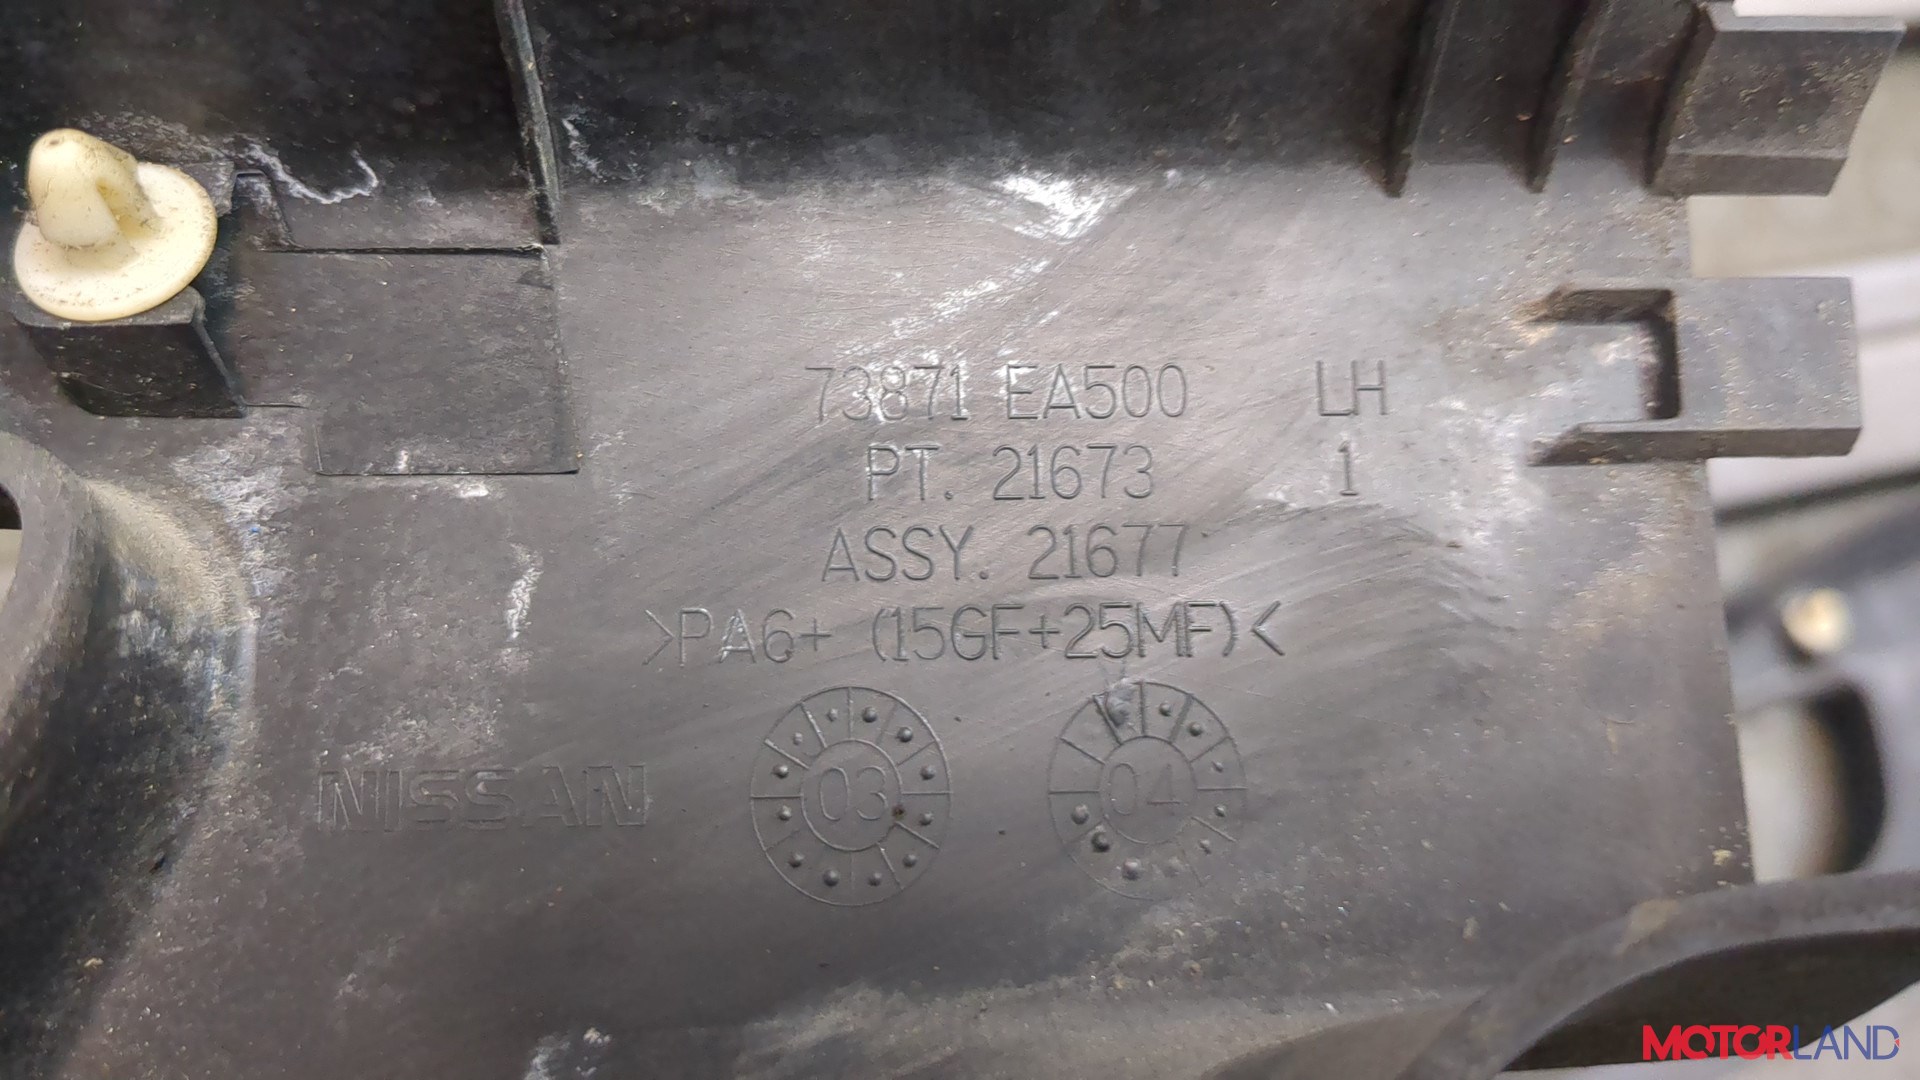 73871 EA500 LH
PT. 21673 1
ASSY. 21677
>PA6+ (15GF+25MF)<
NISSAN 03 04
MOTORLAND